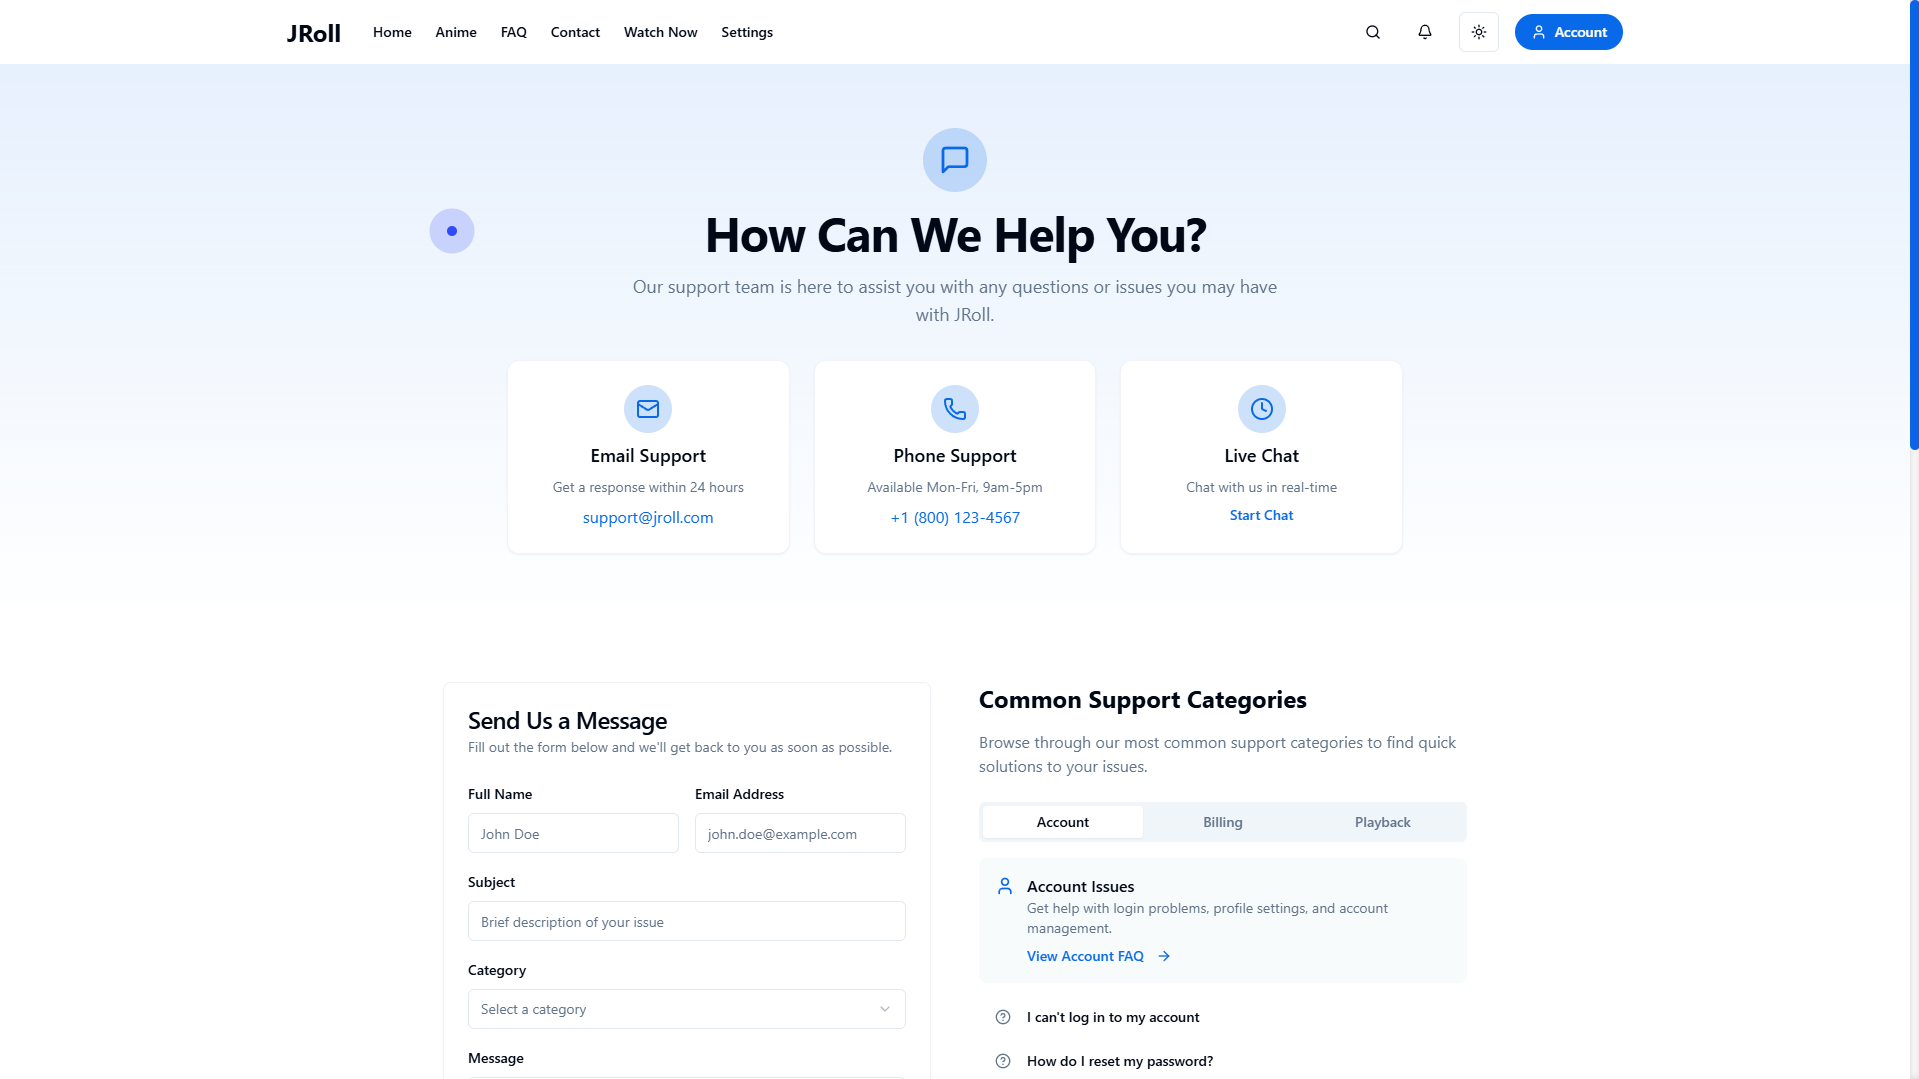 JRoll
Home
Anime
FAQ
Contact
Watch Now
Settings
Account
How Can We Help You?
Our support team is here to assist you with any questions or issues you may have
with JRoll.
Email Support
Get a response within 24 hours
support@jroll.com
Phone Support
Available Mon-Fri, 9am-5pm
+1 (800) 123-4567
Live Chat
Chat with us in real-time
Start Chat
Send Us a Message
Fill out the form below and we'll get back to you as soon as possible.
Full Name
John Doe
Email Address
john.doe@example.com
Subject
Brief description of your issue
Category
Select a category
Message
Common Support Categories
Browse through our most common support categories to find quick
solutions to your issues.
Account
Billing
Playback
Account Issues
Get help with login problems, profile settings, and account
management.
View Account FAQ
I can't log in to my account
How do I reset my password?